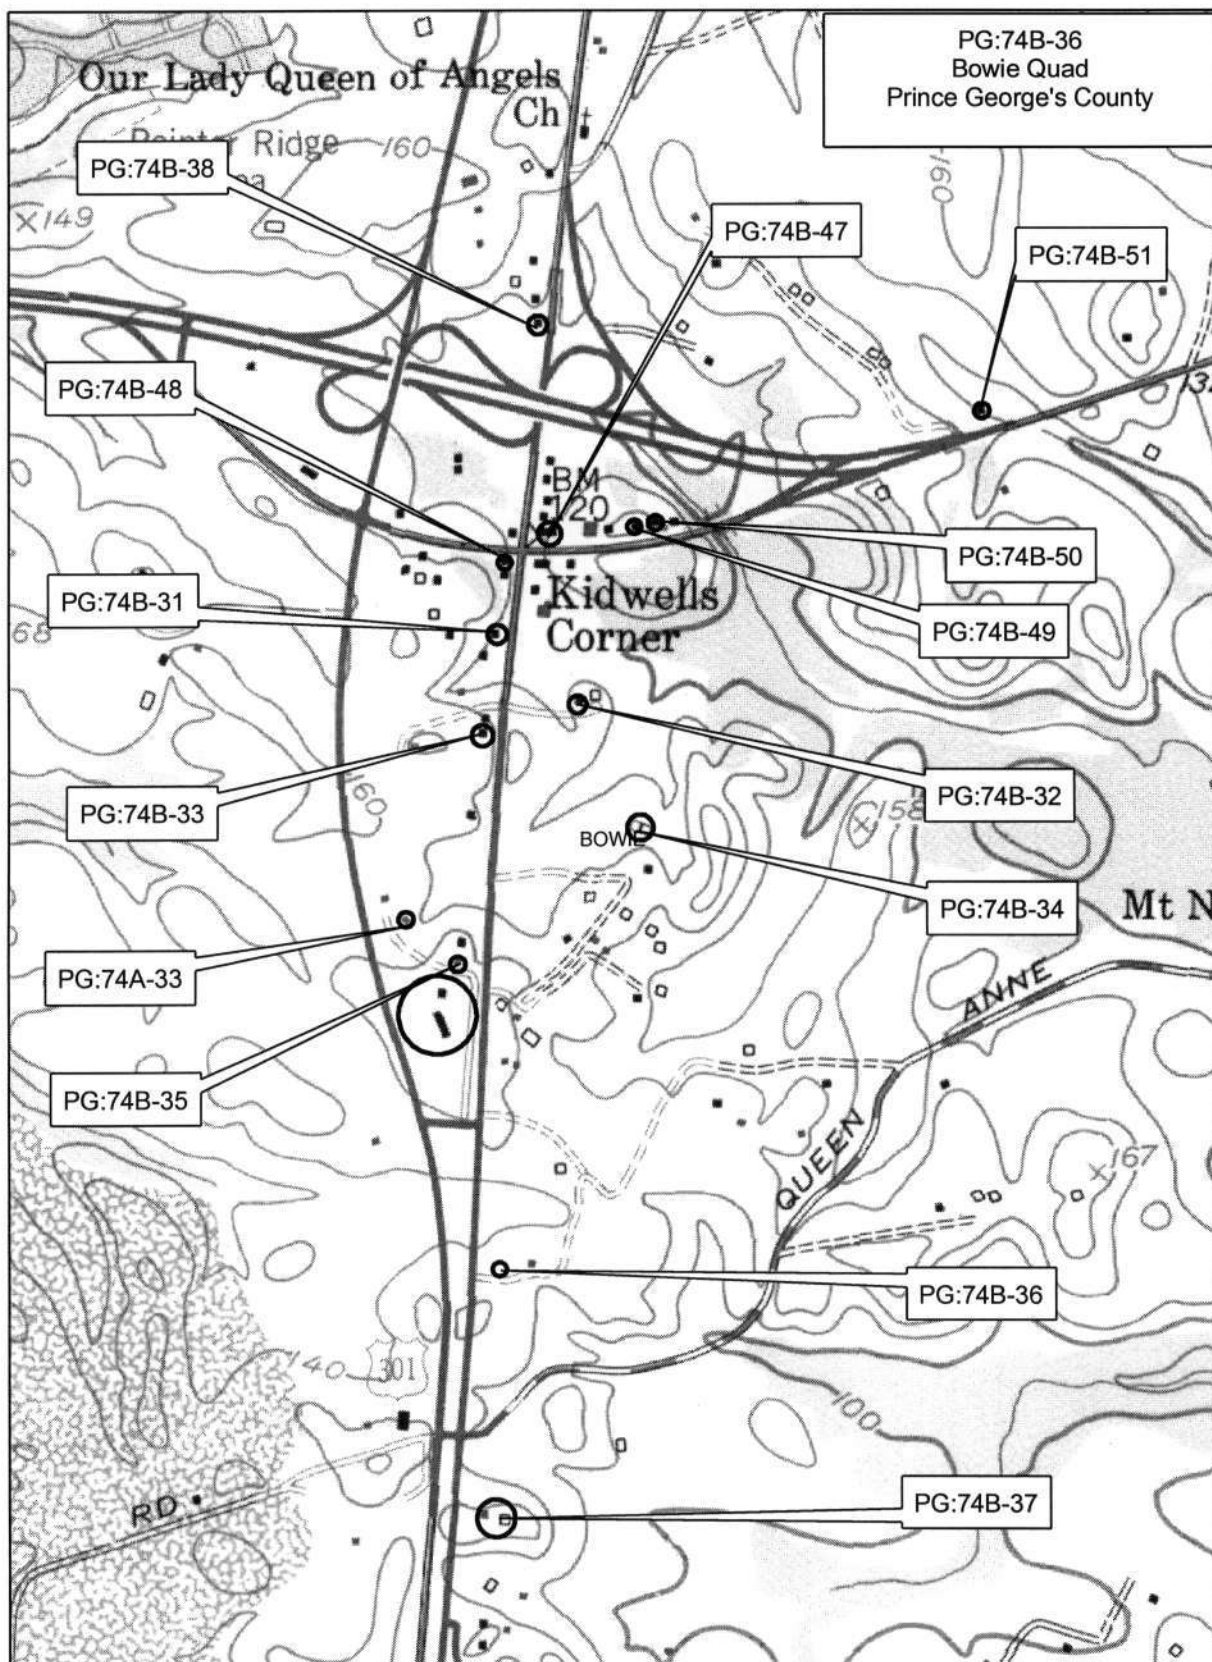 PG:74B-36
Bowie Quad
Prince George's County
Our Lady Queen of Angels
Ch
Pointer Ridge
160
160
PG:74B-38
149
PG:74B-47
PG:74B-51
PG:74B-48
BM
120
PG:74B-50
PG:74B-31
Kidwells
Corner
PG:74B-49
68
PG:74B-33
160
PG:74B-32
158
BOWIE
PG:74B-34
Mt N
PG:74A-33
QUEEN ANNE
PG:74B-35
167
PG:74B-36
140
301
100
RD
PG:74B-37